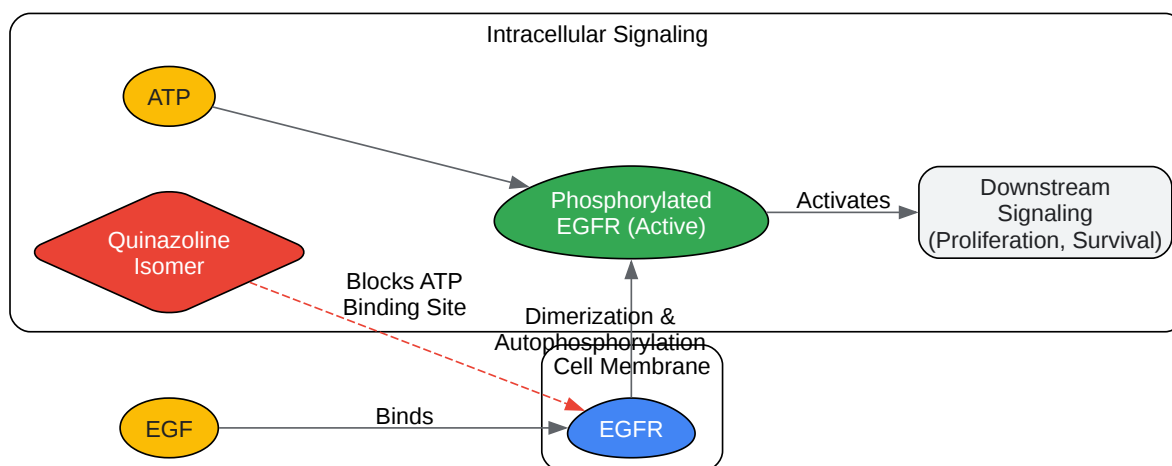 Intracellular Signaling
ATP
Phosphorylated
EGFR (Active)
Activates
Downstream
Signaling
(Proliferation, Survival)
Quinazoline
Isomer
Blocks ATP
Binding Site
Dimerization &
Autophosphorylation
Cell Membrane
EGF
Binds
EGFR